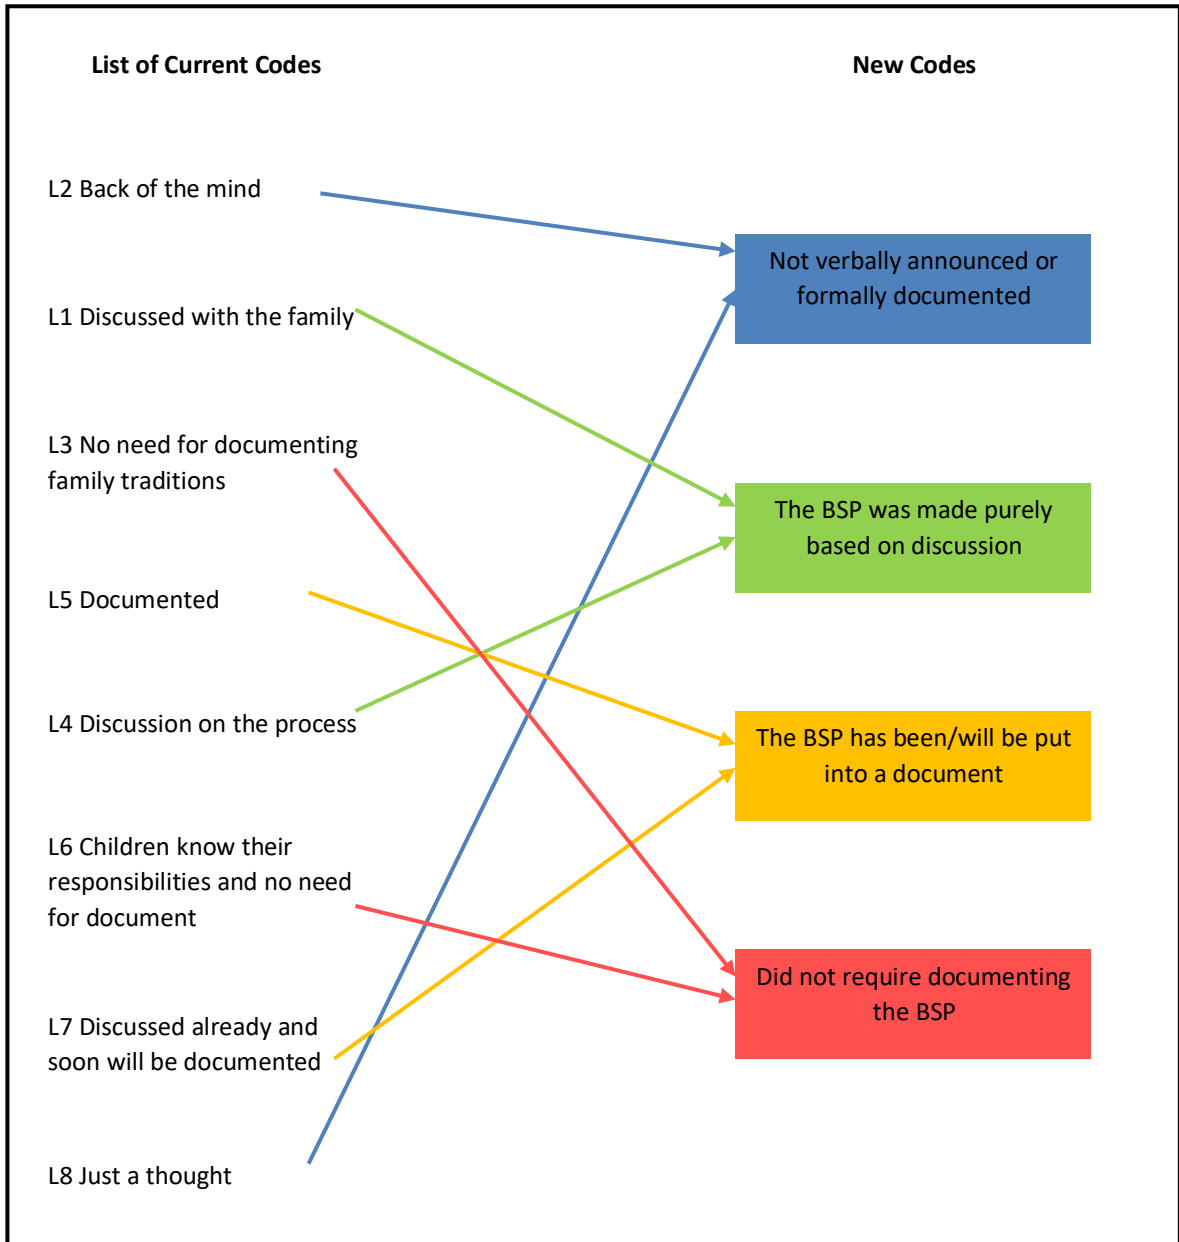 List of Current Codes
New Codes
L2 Back of the mind
L1 Discussed with the family
L3 No need for documenting
family traditions
L5 Documented
L4 Discussion on the process
L6 Children know their
responsibilities and no need
for document
L7 Discussed already and
soon will be documented
L8 Just a thought
Not verbally announced or
formally documented
The BSP was made purely
based on discussion
The BSP has been/will be put
into a document
Did not require documenting
the BSP